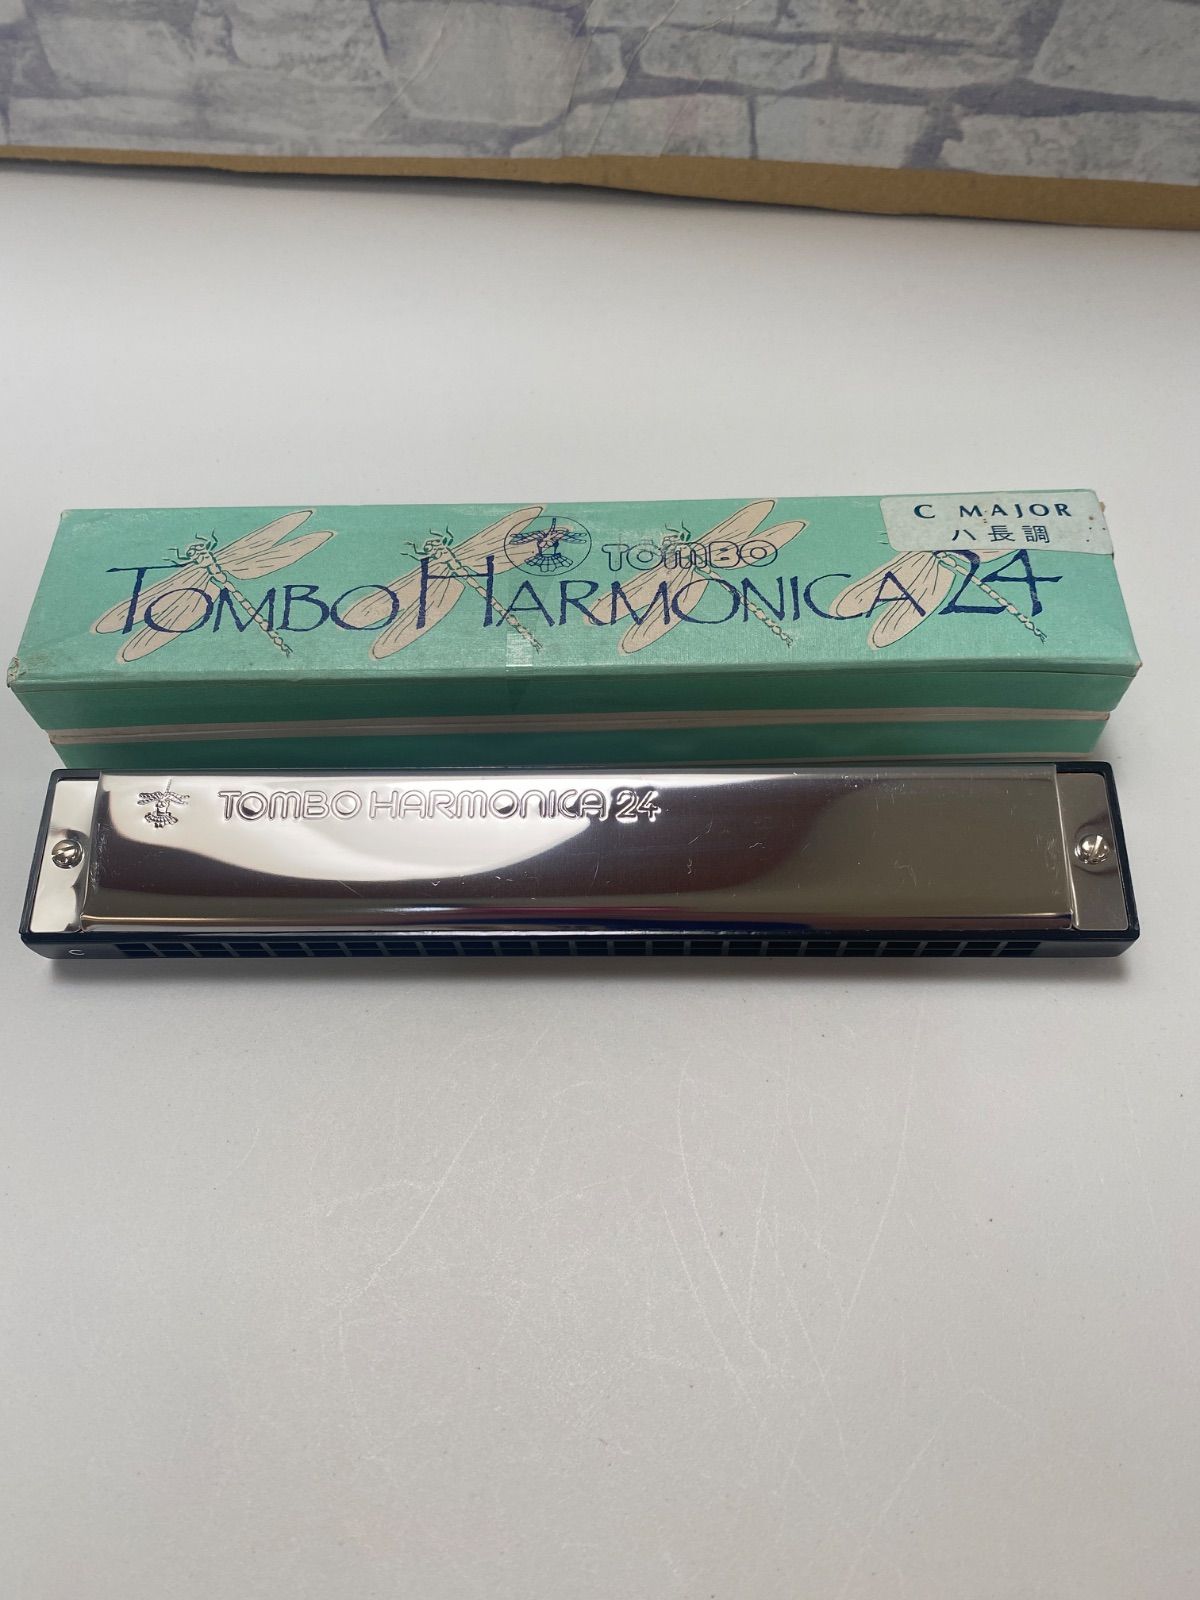 C MAJOR
ハ長調
TOMBO
TOMBO HARMONICA 24
TOMBO HARMONICA 24
C